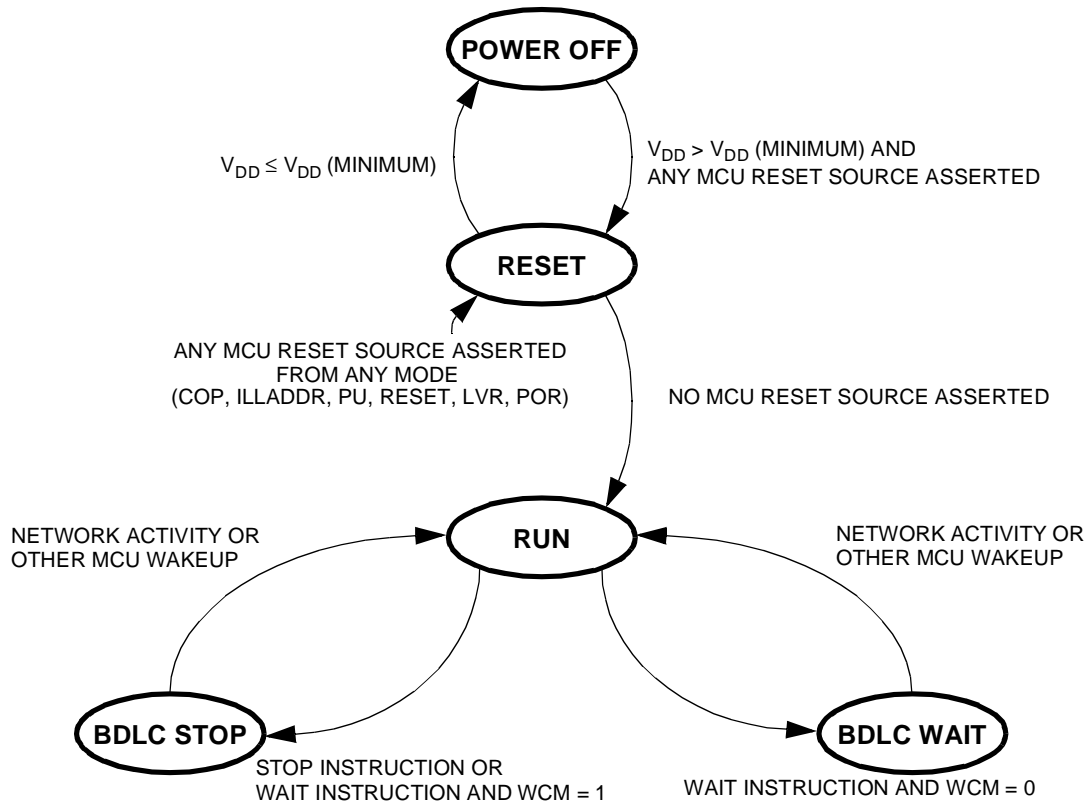 POWER OFF
V_DD ≤ V_DD (MINIMUM)
V_DD > V_DD (MINIMUM) AND
ANY MCU RESET SOURCE ASSERTED
RESET
ANY MCU RESET SOURCE ASSERTED
FROM ANY MODE
(COP, ILLADDR, PU, RESET, LVR, POR)
NO MCU RESET SOURCE ASSERTED
NETWORK ACTIVITY OR
OTHER MCU WAKEUP
RUN
NETWORK ACTIVITY OR
OTHER MCU WAKEUP
BDLC STOP
BDLC WAIT
STOP INSTRUCTION OR
WAIT INSTRUCTION AND WCM = 1
WAIT INSTRUCTION AND WCM = 0